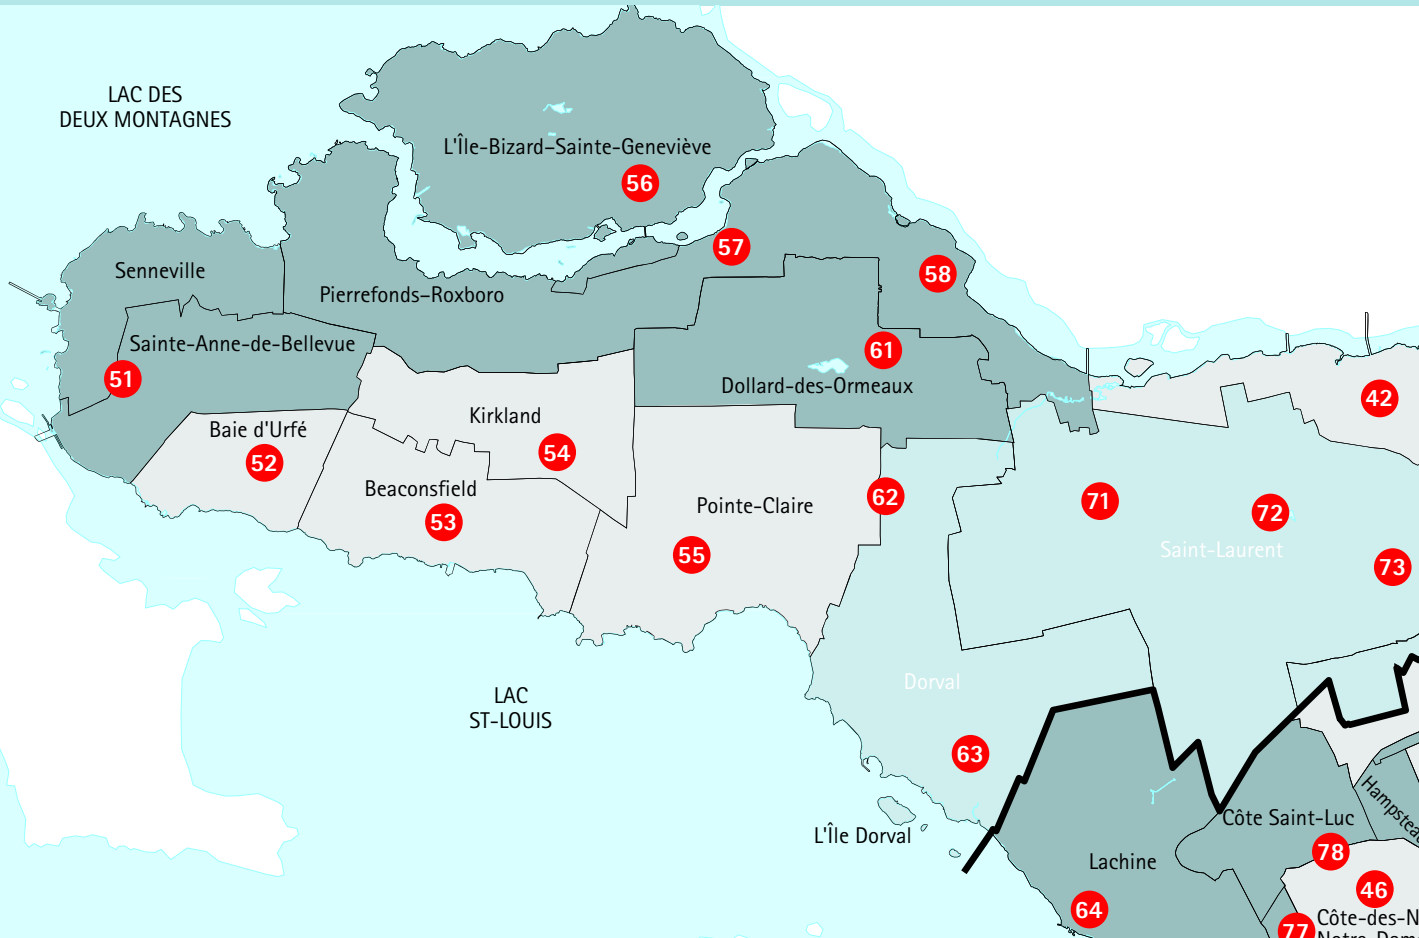 LAC DES
DEUX MONTAGNES
L'Île-Bizard-Sainte-Geneviève
56
57
58
Senneville
Pierrefonds-Roxboro
Sainte-Anne-de-Bellevue
51
61
Dollard-des-Ormeaux
42
Kirkland
54
Baie d'Urfé
52
Beaconsfield
53
Pointe-Claire
55
62
71
72
Saint-Laurent
73
LAC
ST-LOUIS
Dorval
63
L'Île Dorval
Lachine
64
Côte Saint-Luc
78
46
77
Côte-des-N